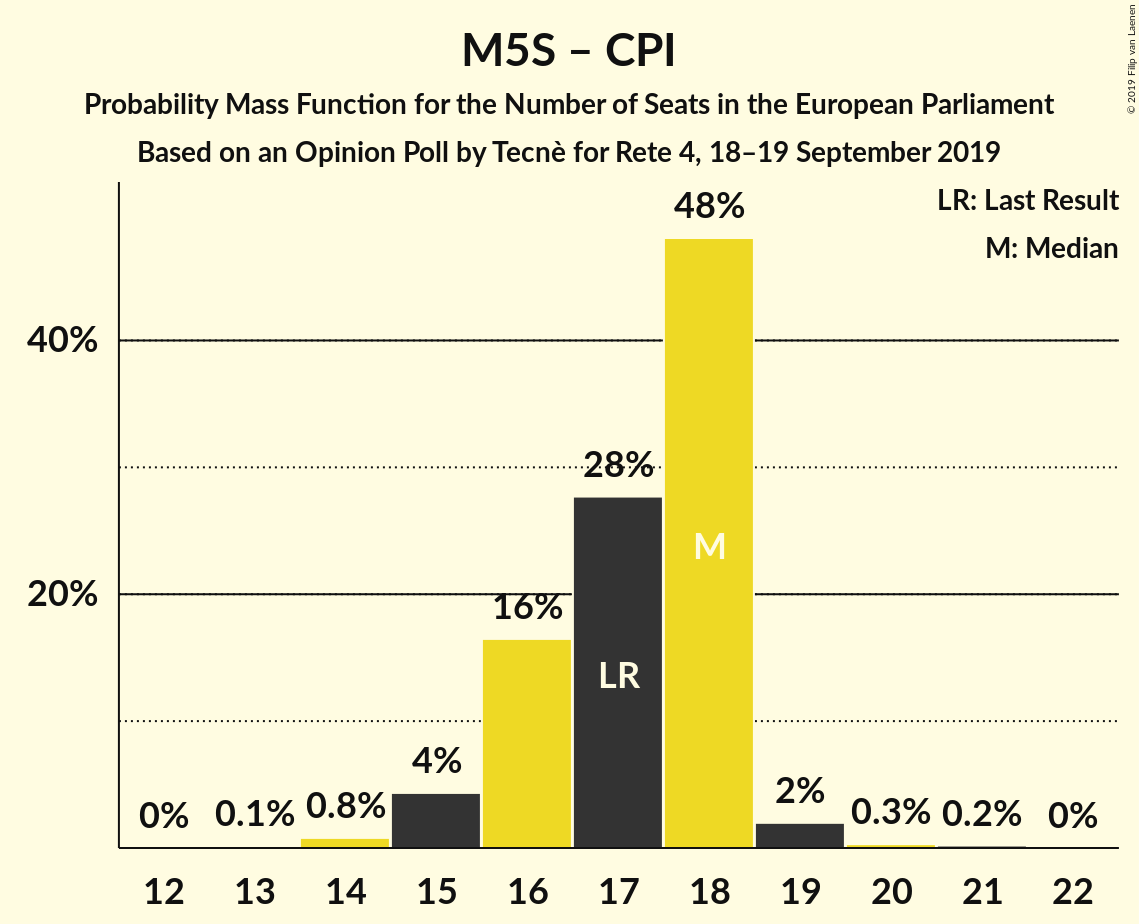 M5S – CPI
Probability Mass Function for the Number of Seats in the European Parliament
Based on an Opinion Poll by Tecnè for Rete 4, 18–19 September 2019
© 2019 Filip van Laenen
LR: Last Result
M: Median
48%
40%
28%
M
20%
16%
LR
4%
2%
0% 0.1% 0.8% 0.3% 0.2% 0%
12 13 14 15 16 17 18 19 20 21 22